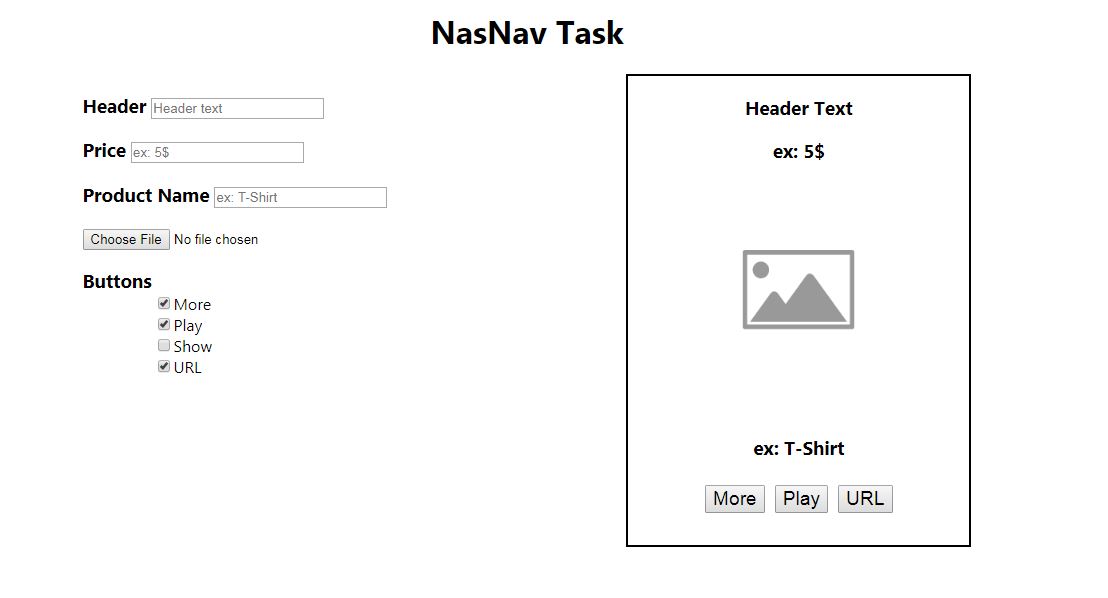 NasNav Task
Header Header text
Price ex: 5$
Product Name ex: T-Shirt
Choose File No file chosen
Buttons
More
Play
Show
URL
Header Text
ex: 5$
ex: T-Shirt
More Play URL